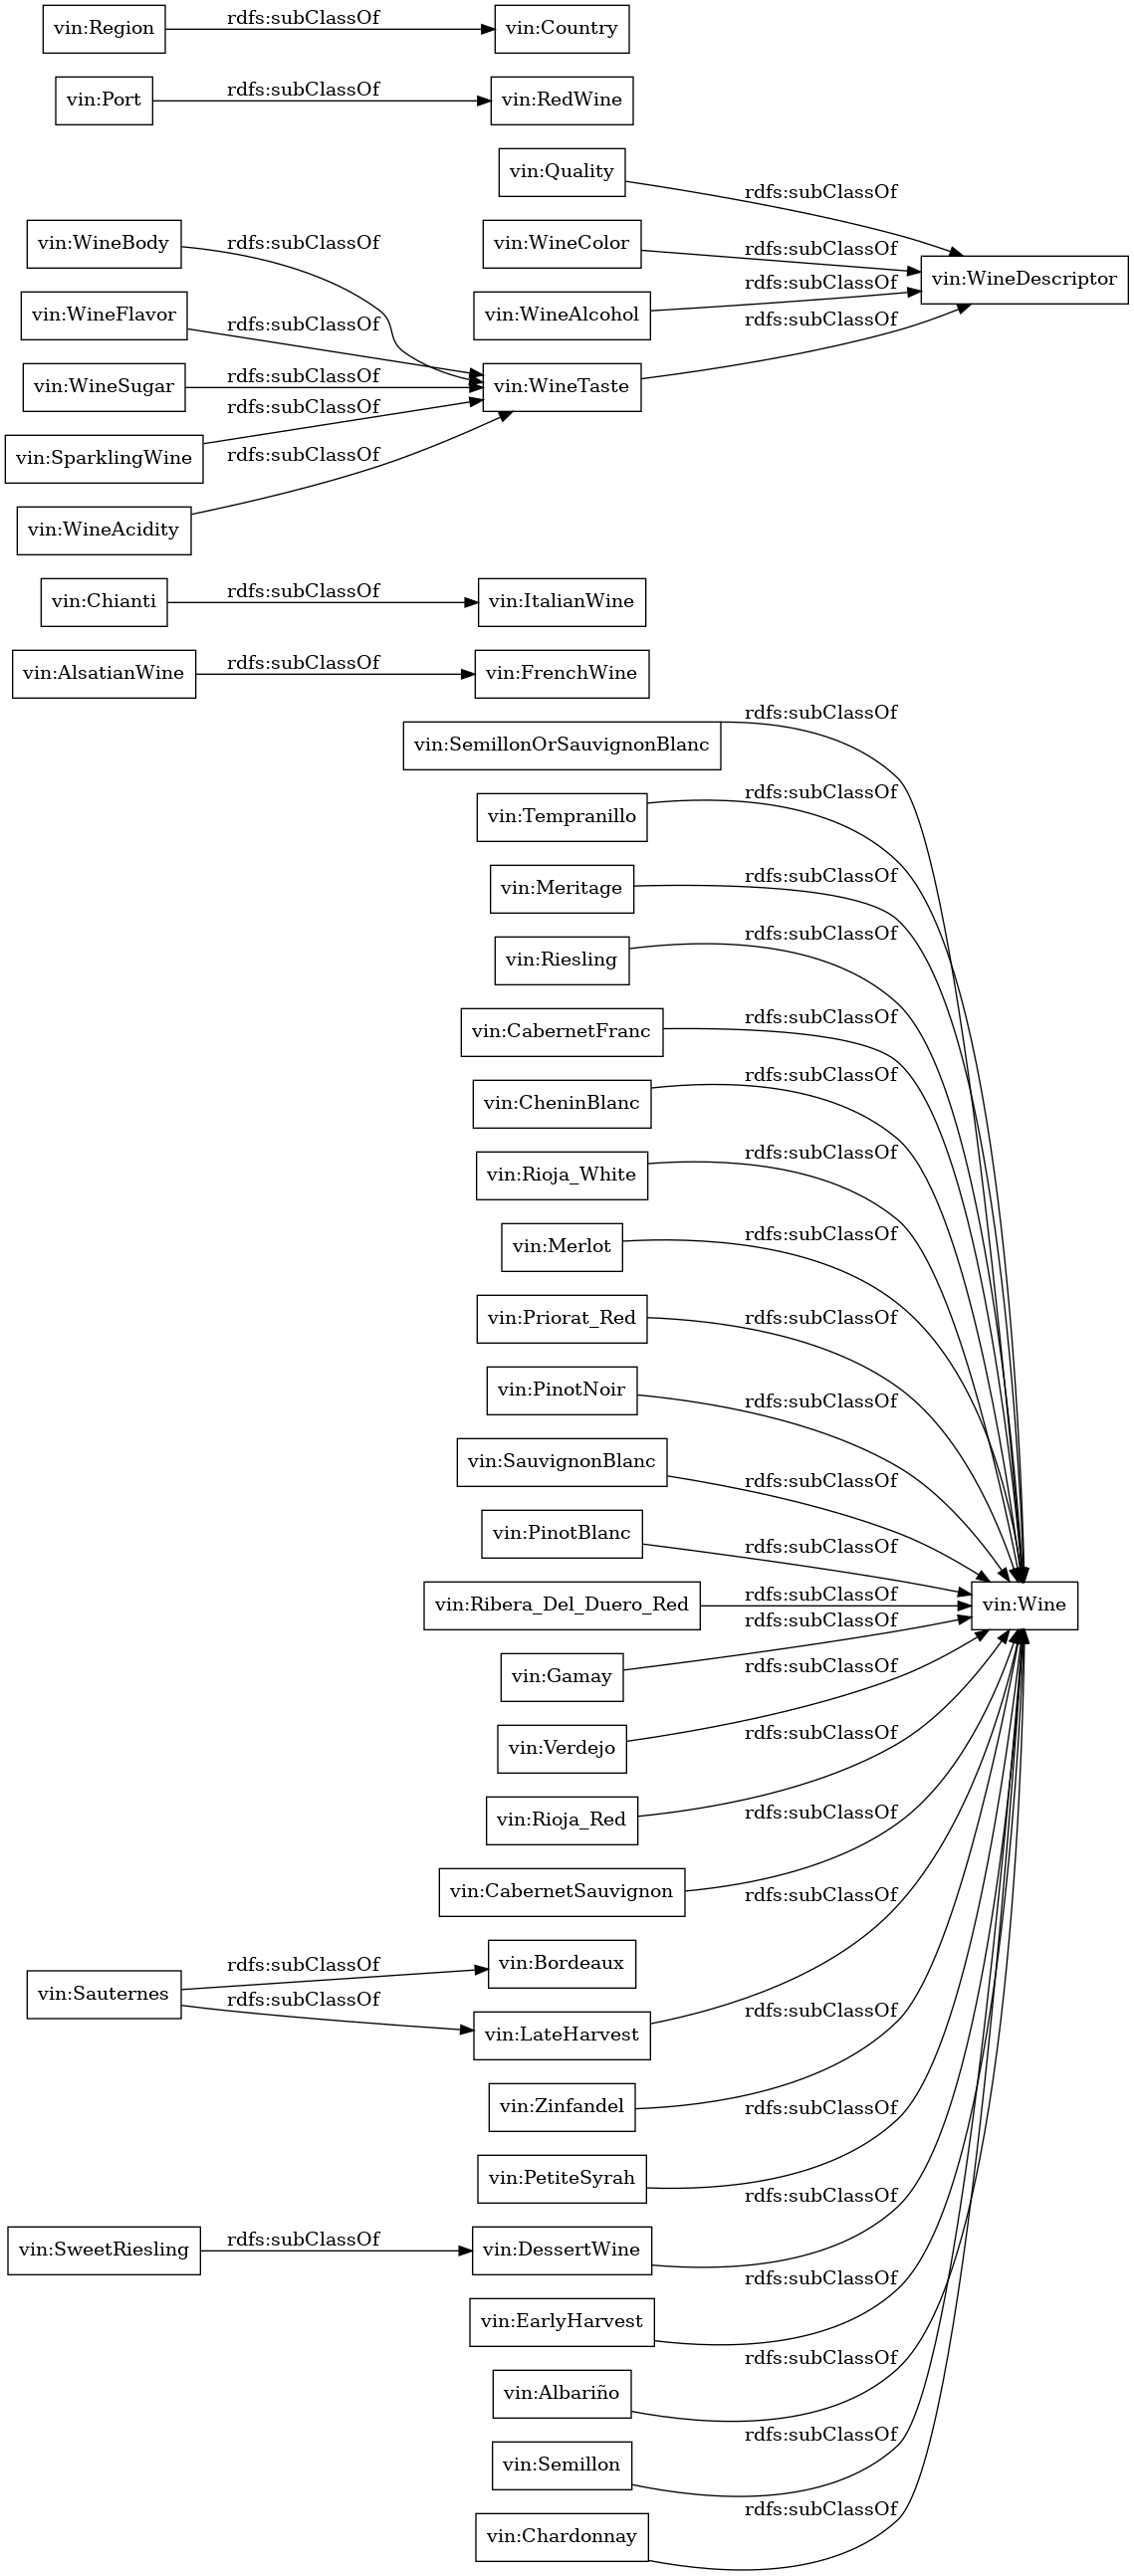 vin:Region rdfs:subClassOf vin:Country
vin:Port rdfs:subClassOf vin:RedWine
vin:Quality rdfs:subClassOf
vin:WineBody rdfs:subClassOf vin:WineColor rdfs:subClassOf
vin:WineDescriptor
vin:WineFlavor rdfs:subClassOf vin:WineAlcohol rdfs:subClassOf
rdfs:subClassOf
vin:WineSugar rdfs:subClassOf vin:WineTaste
rdfs:subClassOf
vin:SparklingWine
rdfs:subClassOf
vin:WineAcidity
vin:Chianti rdfs:subClassOf vin:ItalianWine
vin:AlsatianWine rdfs:subClassOf vin:FrenchWine
vin:SemillonOrSauvignonBlanc rdfs:subClassOf
vin:Tempranillo rdfs:subClassOf
vin:Meritage rdfs:subClassOf
vin:Riesling rdfs:subClassOf
vin:CabernetFranc rdfs:subClassOf
vin:CheninBlanc rdfs:subClassOf
vin:Rioja_White rdfs:subClassOf
vin:Merlot rdfs:subClassOf
vin:Priorat_Red rdfs:subClassOf
vin:PinotNoir rdfs:subClassOf
vin:SauvignonBlanc rdfs:subClassOf
vin:PinotBlanc rdfs:subClassOf
vin:Ribera_Del_Duero_Red rdfs:subClassOf vin:Wine
vin:Gamay rdfs:subClassOf
vin:Verdejo rdfs:subClassOf
vin:Rioja_Red rdfs:subClassOf
vin:CabernetSauvignon rdfs:subClassOf
rdfs:subClassOf vin:Bordeaux
vin:Sauternes
rdfs:subClassOf vin:LateHarvest rdfs:subClassOf
vin:Zinfandel rdfs:subClassOf
vin:PetiteSyrah rdfs:subClassOf
vin:SweetRiesling rdfs:subClassOf vin:DessertWine rdfs:subClassOf
vin:EarlyHarvest rdfs:subClassOf
vin:Albariño rdfs:subClassOf
vin:Semillon rdfs:subClassOf
vin:Chardonnay rdfs:subClassOf